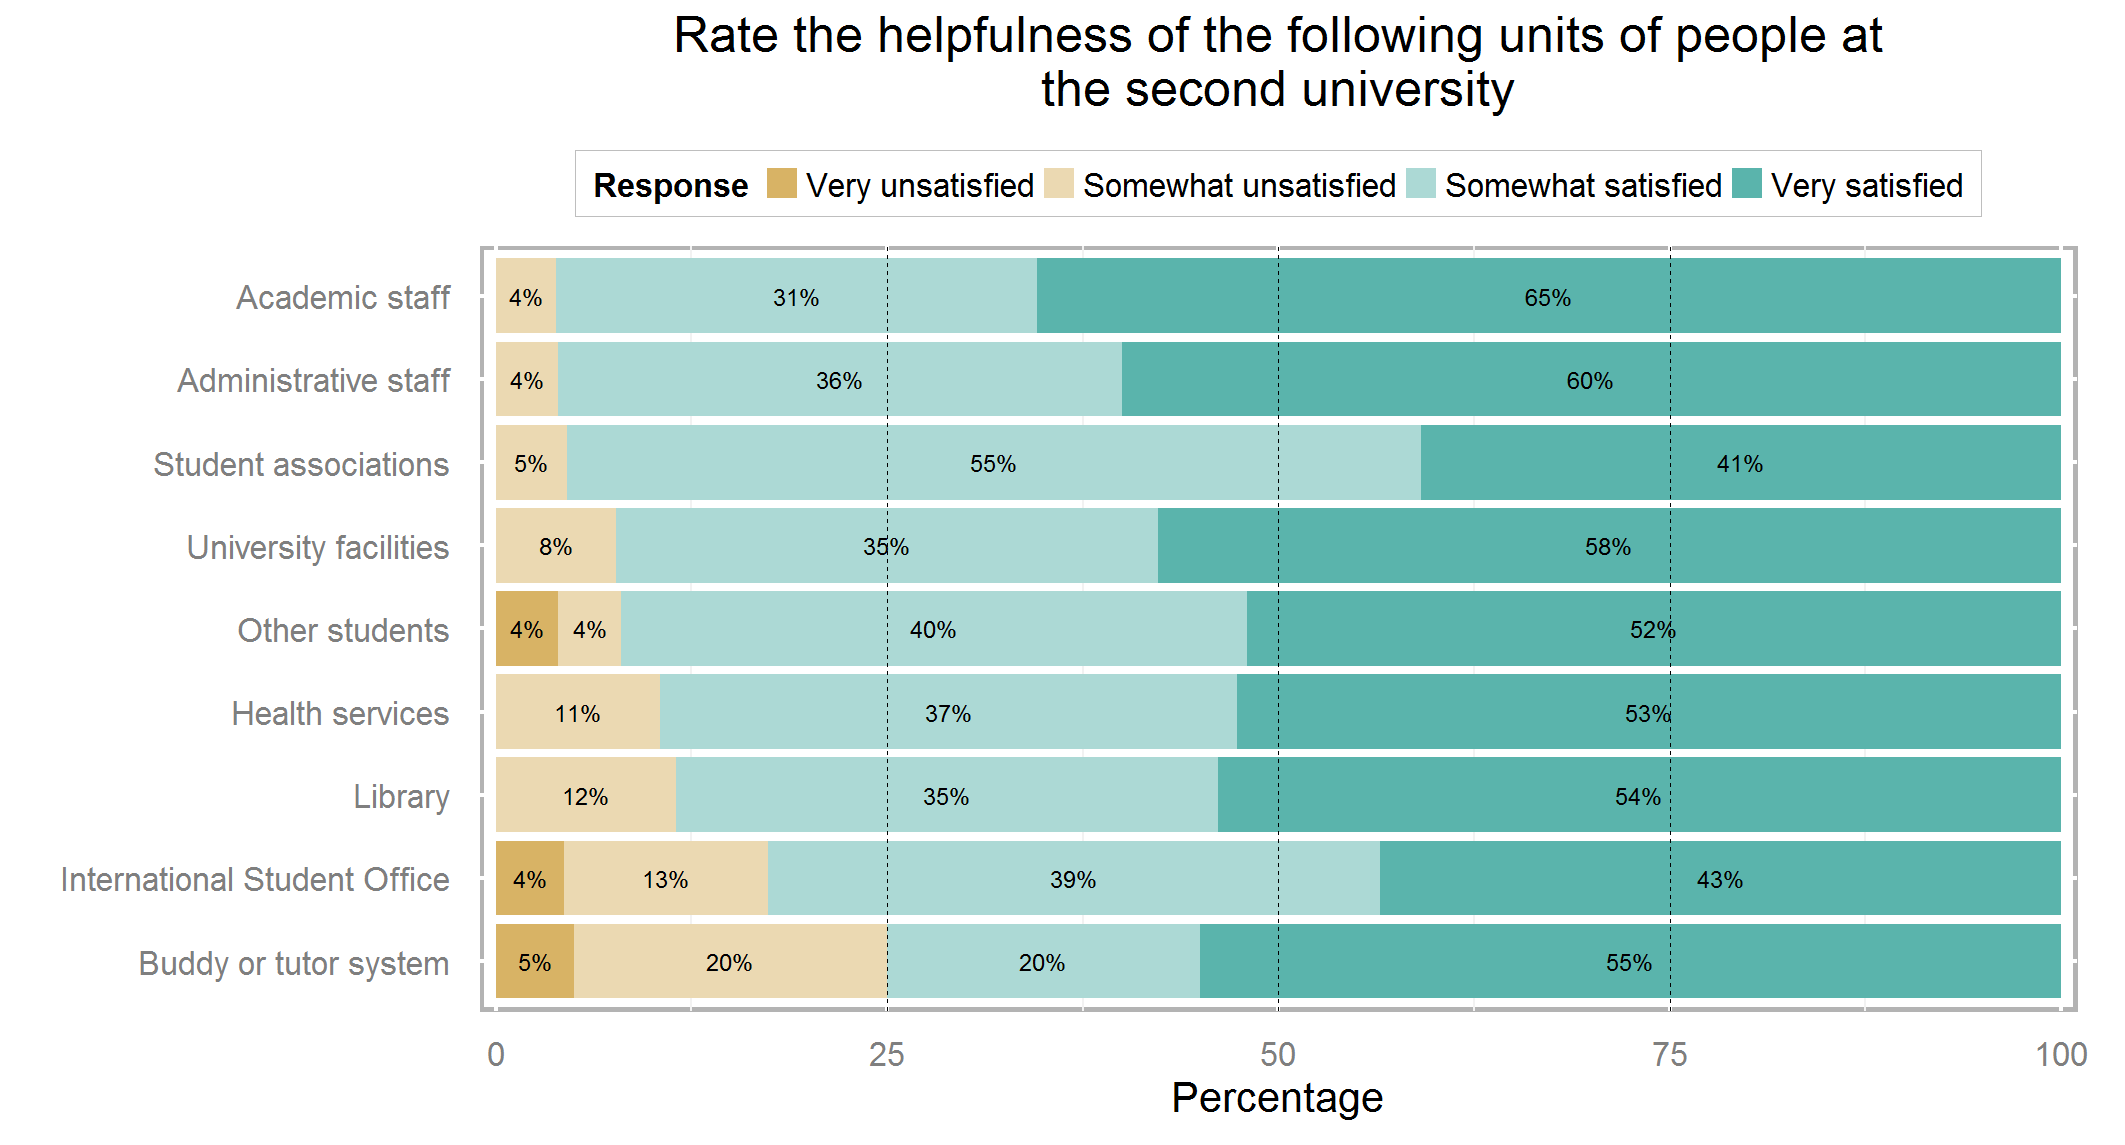 Rate the helpfulness of the following units of people at
the second university
Response Very unsatisfied Somewhat unsatisfied Somewhat satisfied Very satisfied
Academic staff 4% 31% 65%
Administrative staff 4% 36% 60%
Student associations 5% 55% 41%
University facilities 8% 35% 58%
Other students 4% 4% 40% 52%
Health services 11% 37% 53%
Library 12% 35% 54%
International Student Office 4% 13% 39% 43%
Buddy or tutor system 5% 20% 20% 55%
0 25 50 75 100
Percentage